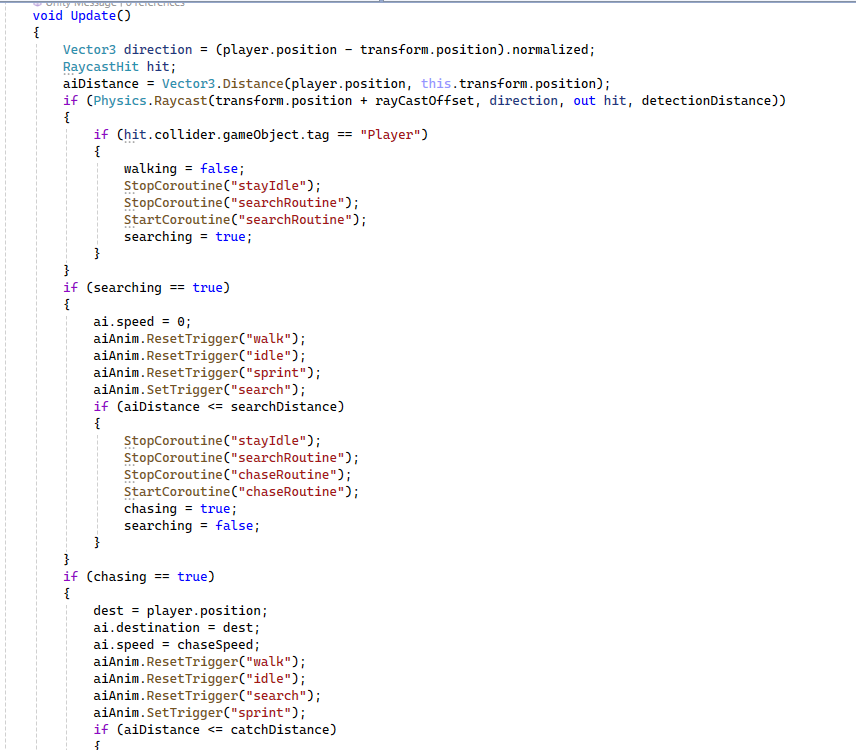 Unity Message | 0 references
void Update()
{
Vector3 direction = (player.position - transform.position).normalized;
RaycastHit hit;
aiDistance = Vector3.Distance(player.position, this.transform.position);
if (Physics.Raycast(transform.position + rayCastOffset, direction, out hit, detectionDistance))
{
if (hit.collider.gameObject.tag == "Player")
{
walking = false;
StopCoroutine("stayIdle");
StopCoroutine("searchRoutine");
StartCoroutine("searchRoutine");
searching = true;
}
}
if (searching == true)
{
ai.speed = 0;
aiAnim.ResetTrigger("walk");
aiAnim.ResetTrigger("idle");
aiAnim.ResetTrigger("sprint");
aiAnim.SetTrigger("search");
if (aiDistance <= searchDistance)
{
StopCoroutine("stayIdle");
StopCoroutine("searchRoutine");
StopCoroutine("chaseRoutine");
StartCoroutine("chaseRoutine");
chasing = true;
searching = false;
}
}
if (chasing == true)
{
dest = player.position;
ai.destination = dest;
ai.speed = chaseSpeed;
aiAnim.ResetTrigger("walk");
aiAnim.ResetTrigger("idle");
aiAnim.ResetTrigger("search");
aiAnim.SetTrigger("sprint");
if (aiDistance <= catchDistance)
{